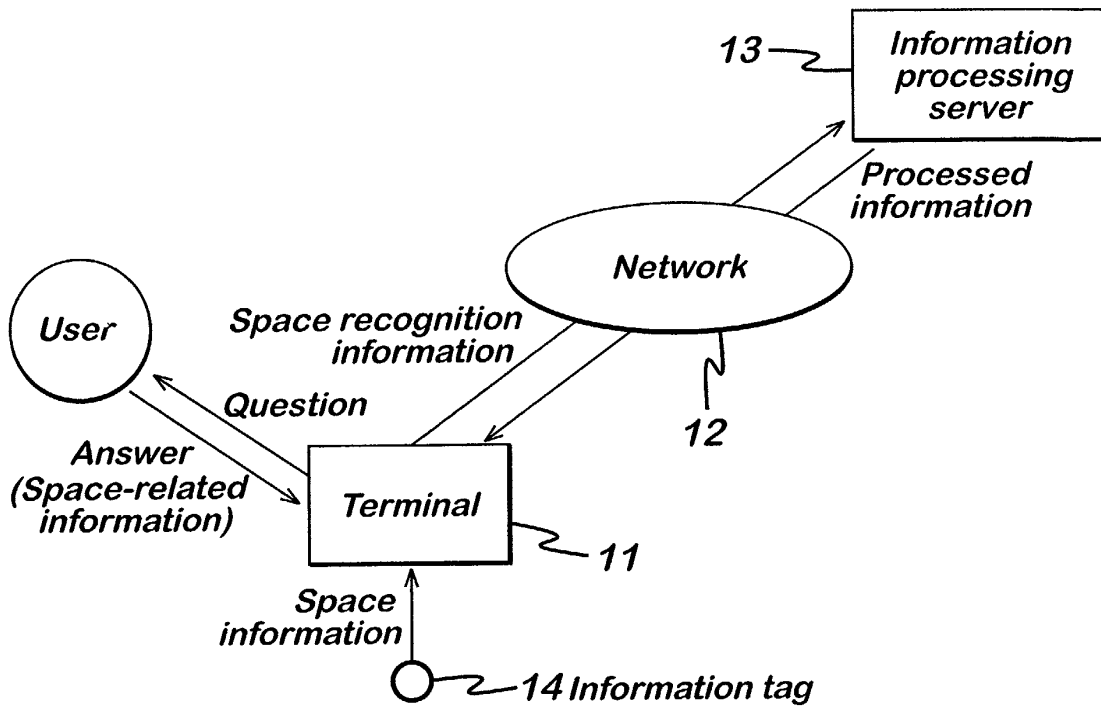 13
Information
processing
server
Processed
information
Network
Space recognition
information
User
12
Question
Answer
(Space-related
information)
Terminal
11
Space
information
14 Information tag